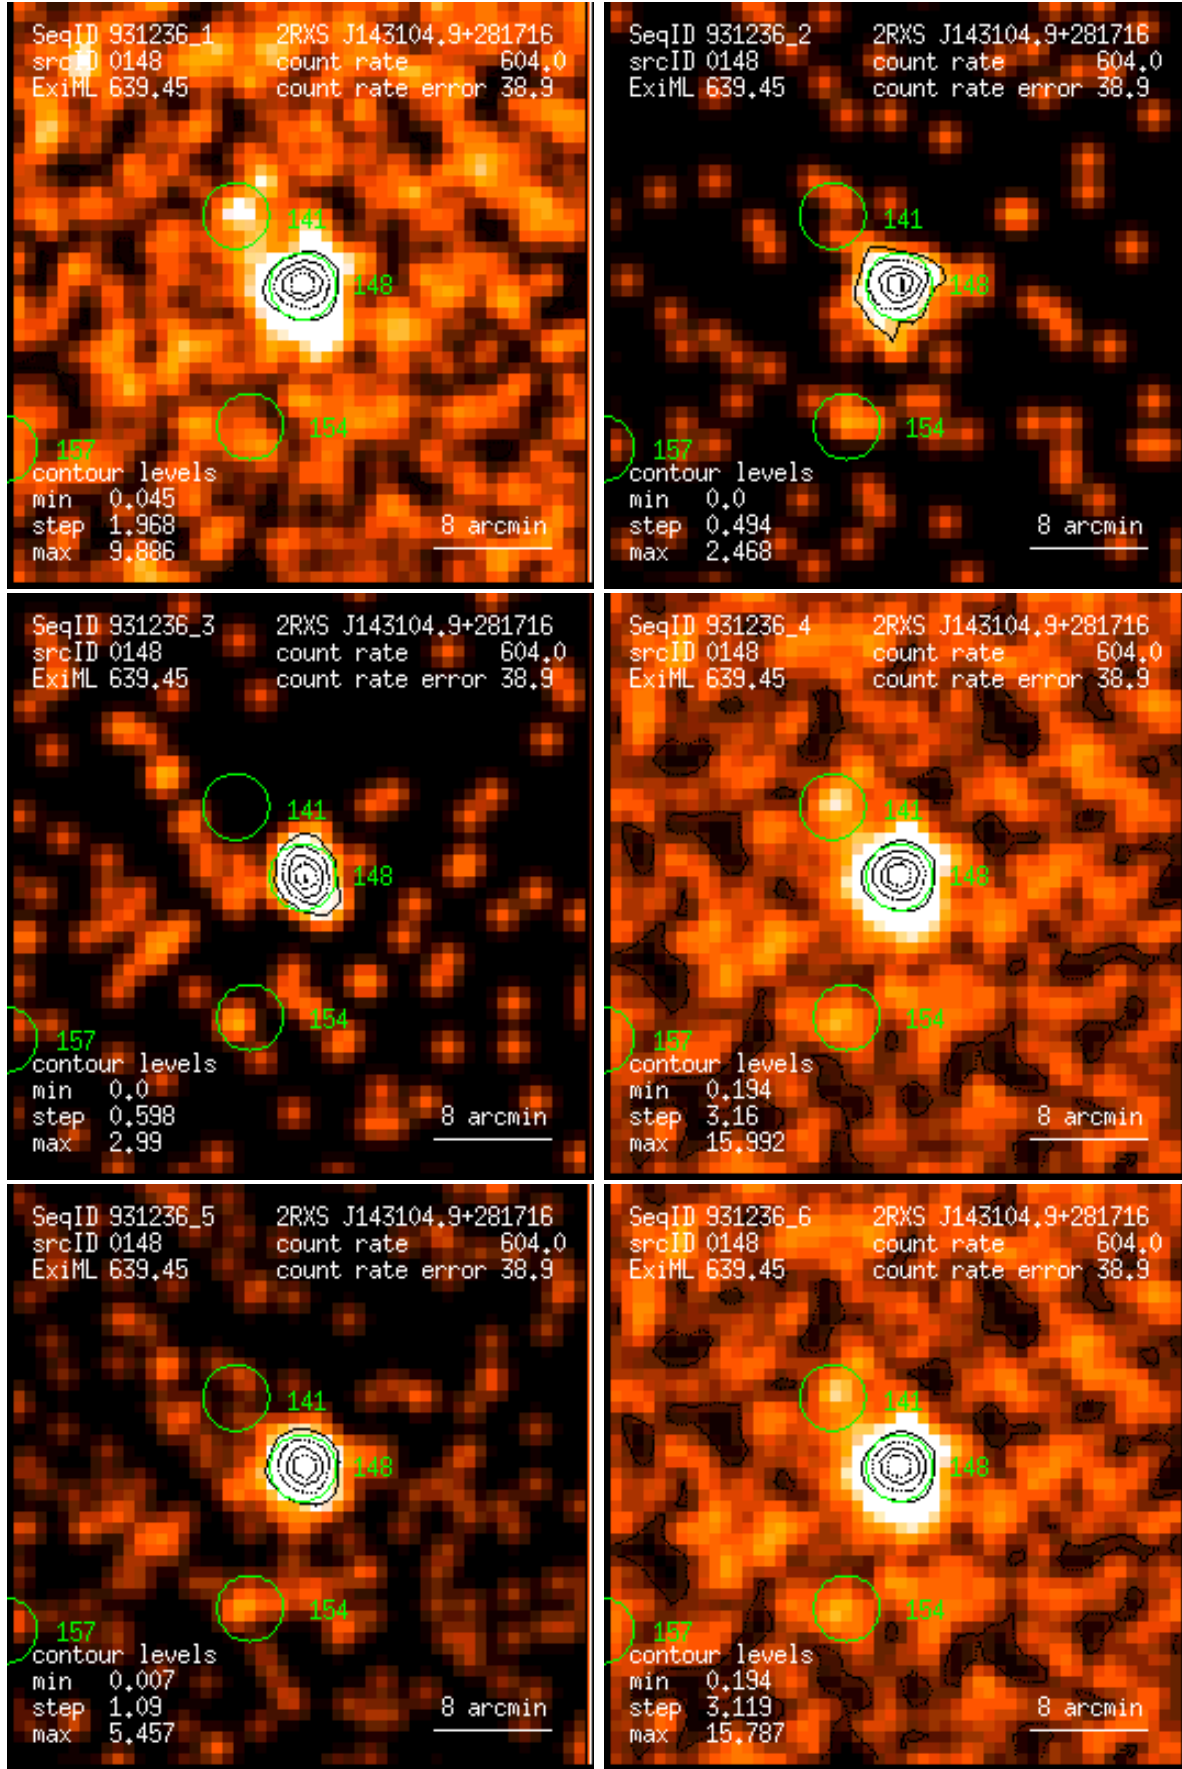 SeqID 931236_1 2RXS J143104.9+281716
srcID 0148 count rate 604.0
ExiML 639.45 count rate error 38.9
141
148
154
157
contour levels
min 0.045
step 1.968
max 9.886
8 arcmin
SeqID 931236_2 2RXS J143104.9+281716
srcID 0148 count rate 604.0
ExiML 639.45 count rate error 38.9
141
148
154
157
contour levels
min 0.0
step 0.494
max 2.468
8 arcmin
SeqID 931236_3 2RXS J143104.9+281716
srcID 0148 count rate 604.0
ExiML 639.45 count rate error 38.9
141
148
154
157
contour levels
min 0.0
step 0.598
max 2.99
8 arcmin
SeqID 931236_4 2RXS J143104.9+281716
srcID 0148 count rate 604.0
ExiML 639.45 count rate error 38.9
141
148
154
157
contour levels
min 0.194
step 3.16
max 15.992
8 arcmin
SeqID 931236_5 2RXS J143104.9+281716
srcID 0148 count rate 604.0
ExiML 639.45 count rate error 38.9
141
148
154
157
contour levels
min 0.007
step 1.09
max 5.457
8 arcmin
SeqID 931236_6 2RXS J143104.9+281716
srcID 0148 count rate 604.0
ExiML 639.45 count rate error 38.9
141
148
154
157
contour levels
min 0.194
step 3.119
max 15.787
8 arcmin